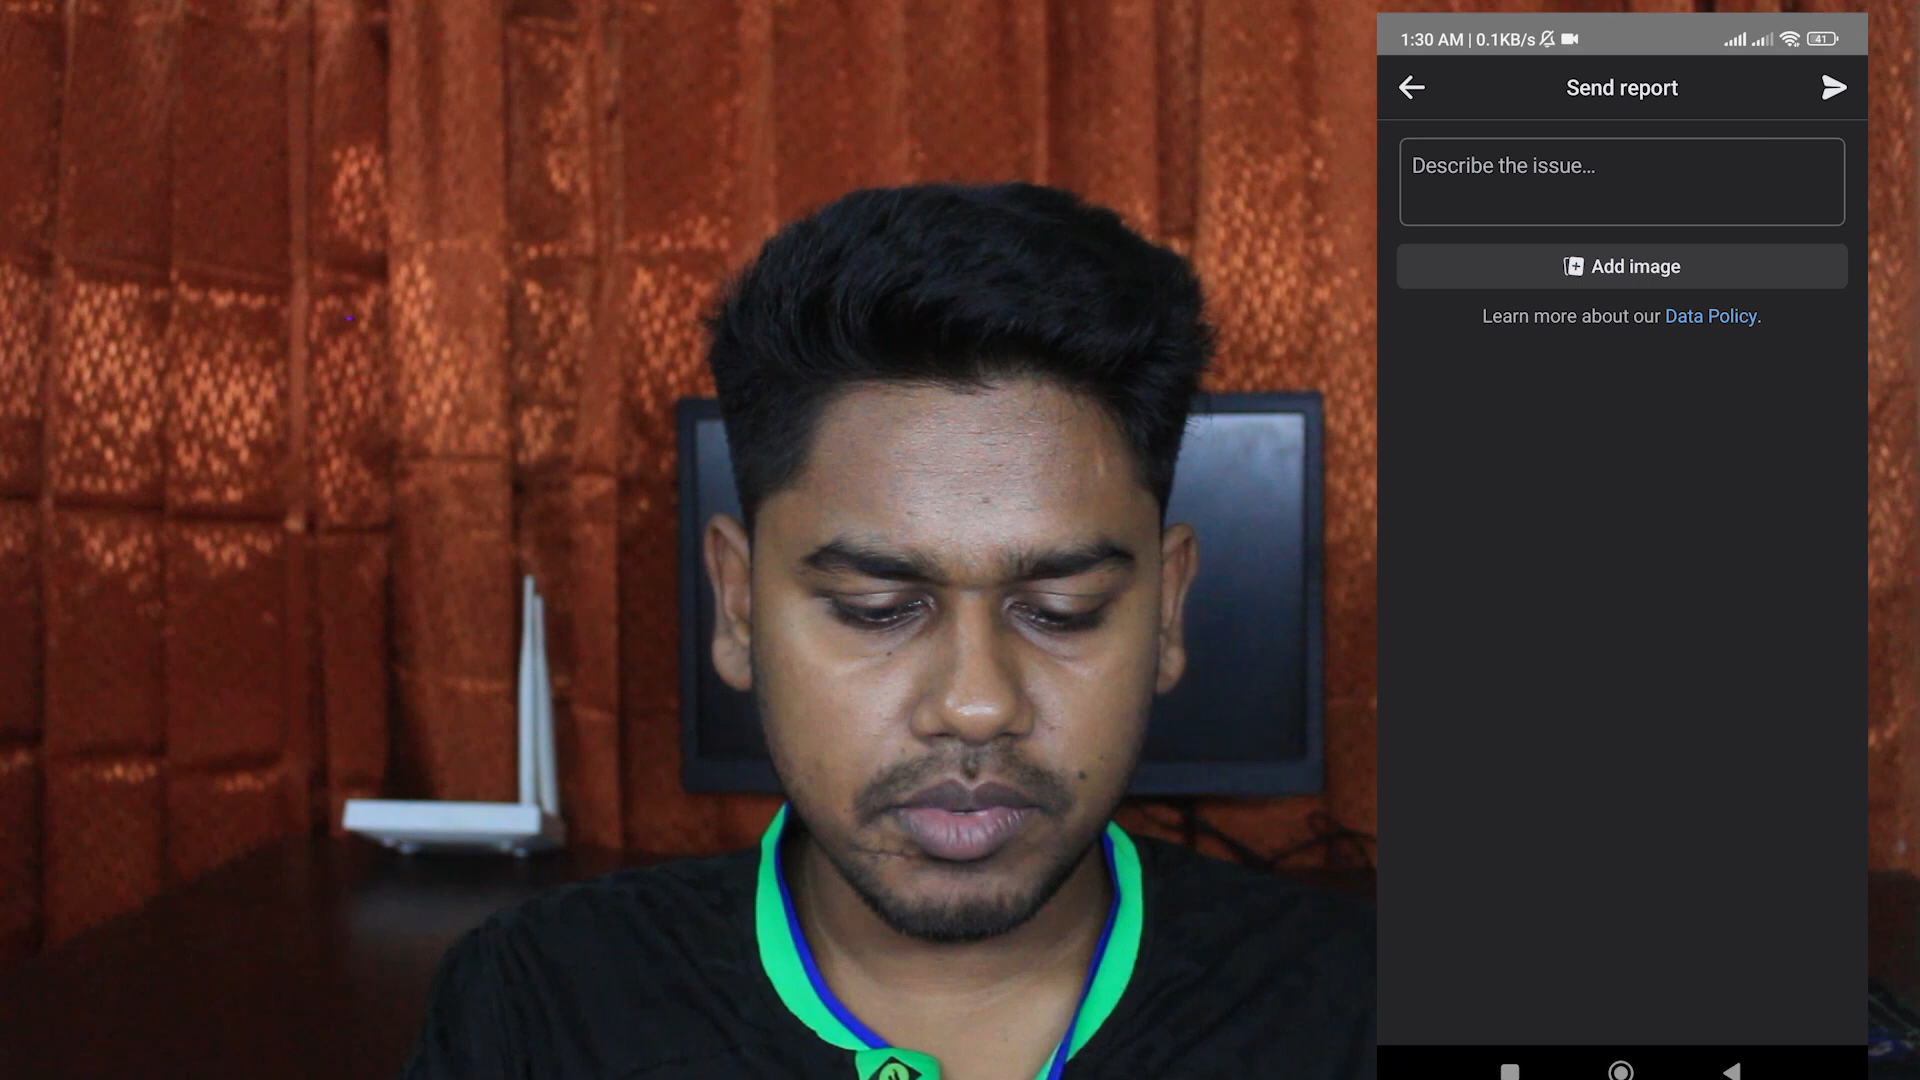 1:30 AM | 0.1KB/s 41
Send report
Describe the issue...
Add image
Learn more about our Data Policy.